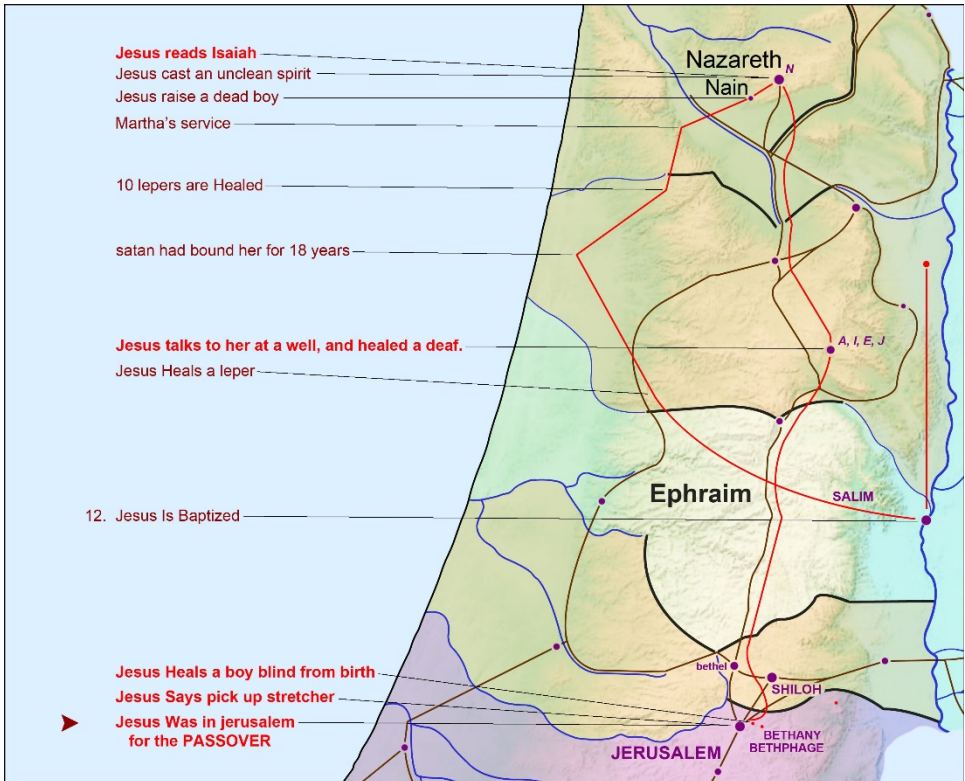 Jesus reads Isaiah
Jesus cast an unclean spirit
Jesus raise a dead boy
Martha's service
10 lepers are Healed
satan had bound her for 18 years
Jesus talks to her at a well, and healed a deaf.
Jesus Heals a leper
12. Jesus Is Baptized
Jesus Heals a boy blind from birth
Jesus Says pick up stretcher
Jesus Was in jerusalem
for the PASSOVER
Nazareth
N
Nain
A, I, E, J
Ephraim
SALIM
bethel
SHILOH
JERUSALEM
BETHANY
BETHPHAGE